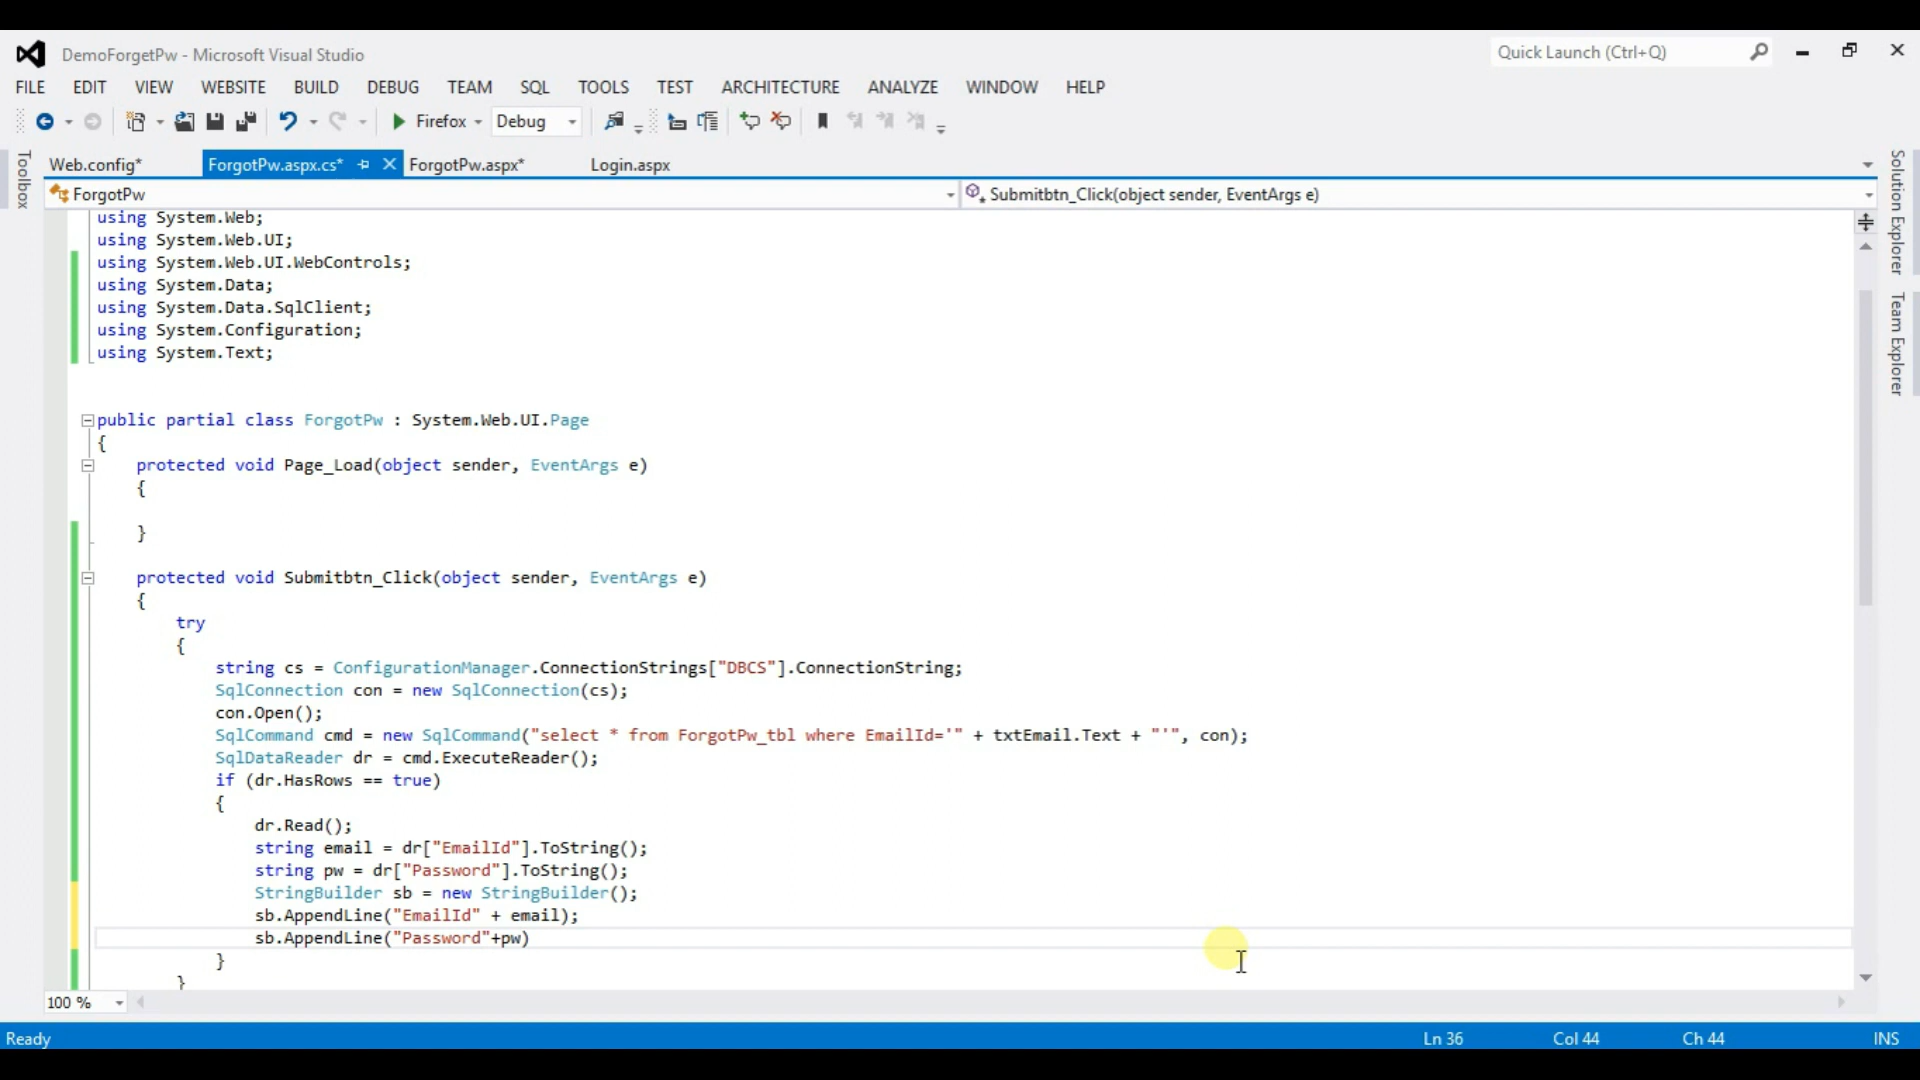 DemoForgetPw - Microsoft Visual Studio
Quick Launch (Ctrl+Q)
FILE EDIT VIEW WEBSITE BUILD DEBUG TEAM SQL TOOLS TEST ARCHITECTURE ANALYZE WINDOW HELP
Firefox Debug
Toolbox
Web.config* ForgotPw.aspx.cs* ForgotPw.aspx* Login.aspx
ForgotPw Submitbtn_Click(object sender, EventArgs e)
using System.Web;
using System.Web.UI;
using System.Web.UI.WebControls;
using System.Data;
using System.Data.SqlClient;
using System.Configuration;
using System.Text;
public partial class ForgotPw : System.Web.UI.Page
{
protected void Page_Load(object sender, EventArgs e)
{
}
protected void Submitbtn_Click(object sender, EventArgs e)
{
try
{
string cs = ConfigurationManager.ConnectionStrings["DBCS"].ConnectionString;
SqlConnection con = new SqlConnection(cs);
con.Open();
SqlCommand cmd = new SqlCommand("select * from ForgotPw_tbl where EmailId='" + txtEmail.Text + "'", con);
SqlDataReader dr = cmd.ExecuteReader();
if (dr.HasRows == true)
{
dr.Read();
string email = dr["EmailId"].ToString();
string pw = dr["Password"].ToString();
StringBuilder sb = new StringBuilder();
sb.AppendLine("EmailId" + email);
sb.AppendLine("Password"+pw)
}
}
Solution Explorer
Team Explorer
100 %
Ready Ln 36 Col 44 Ch 44 INS